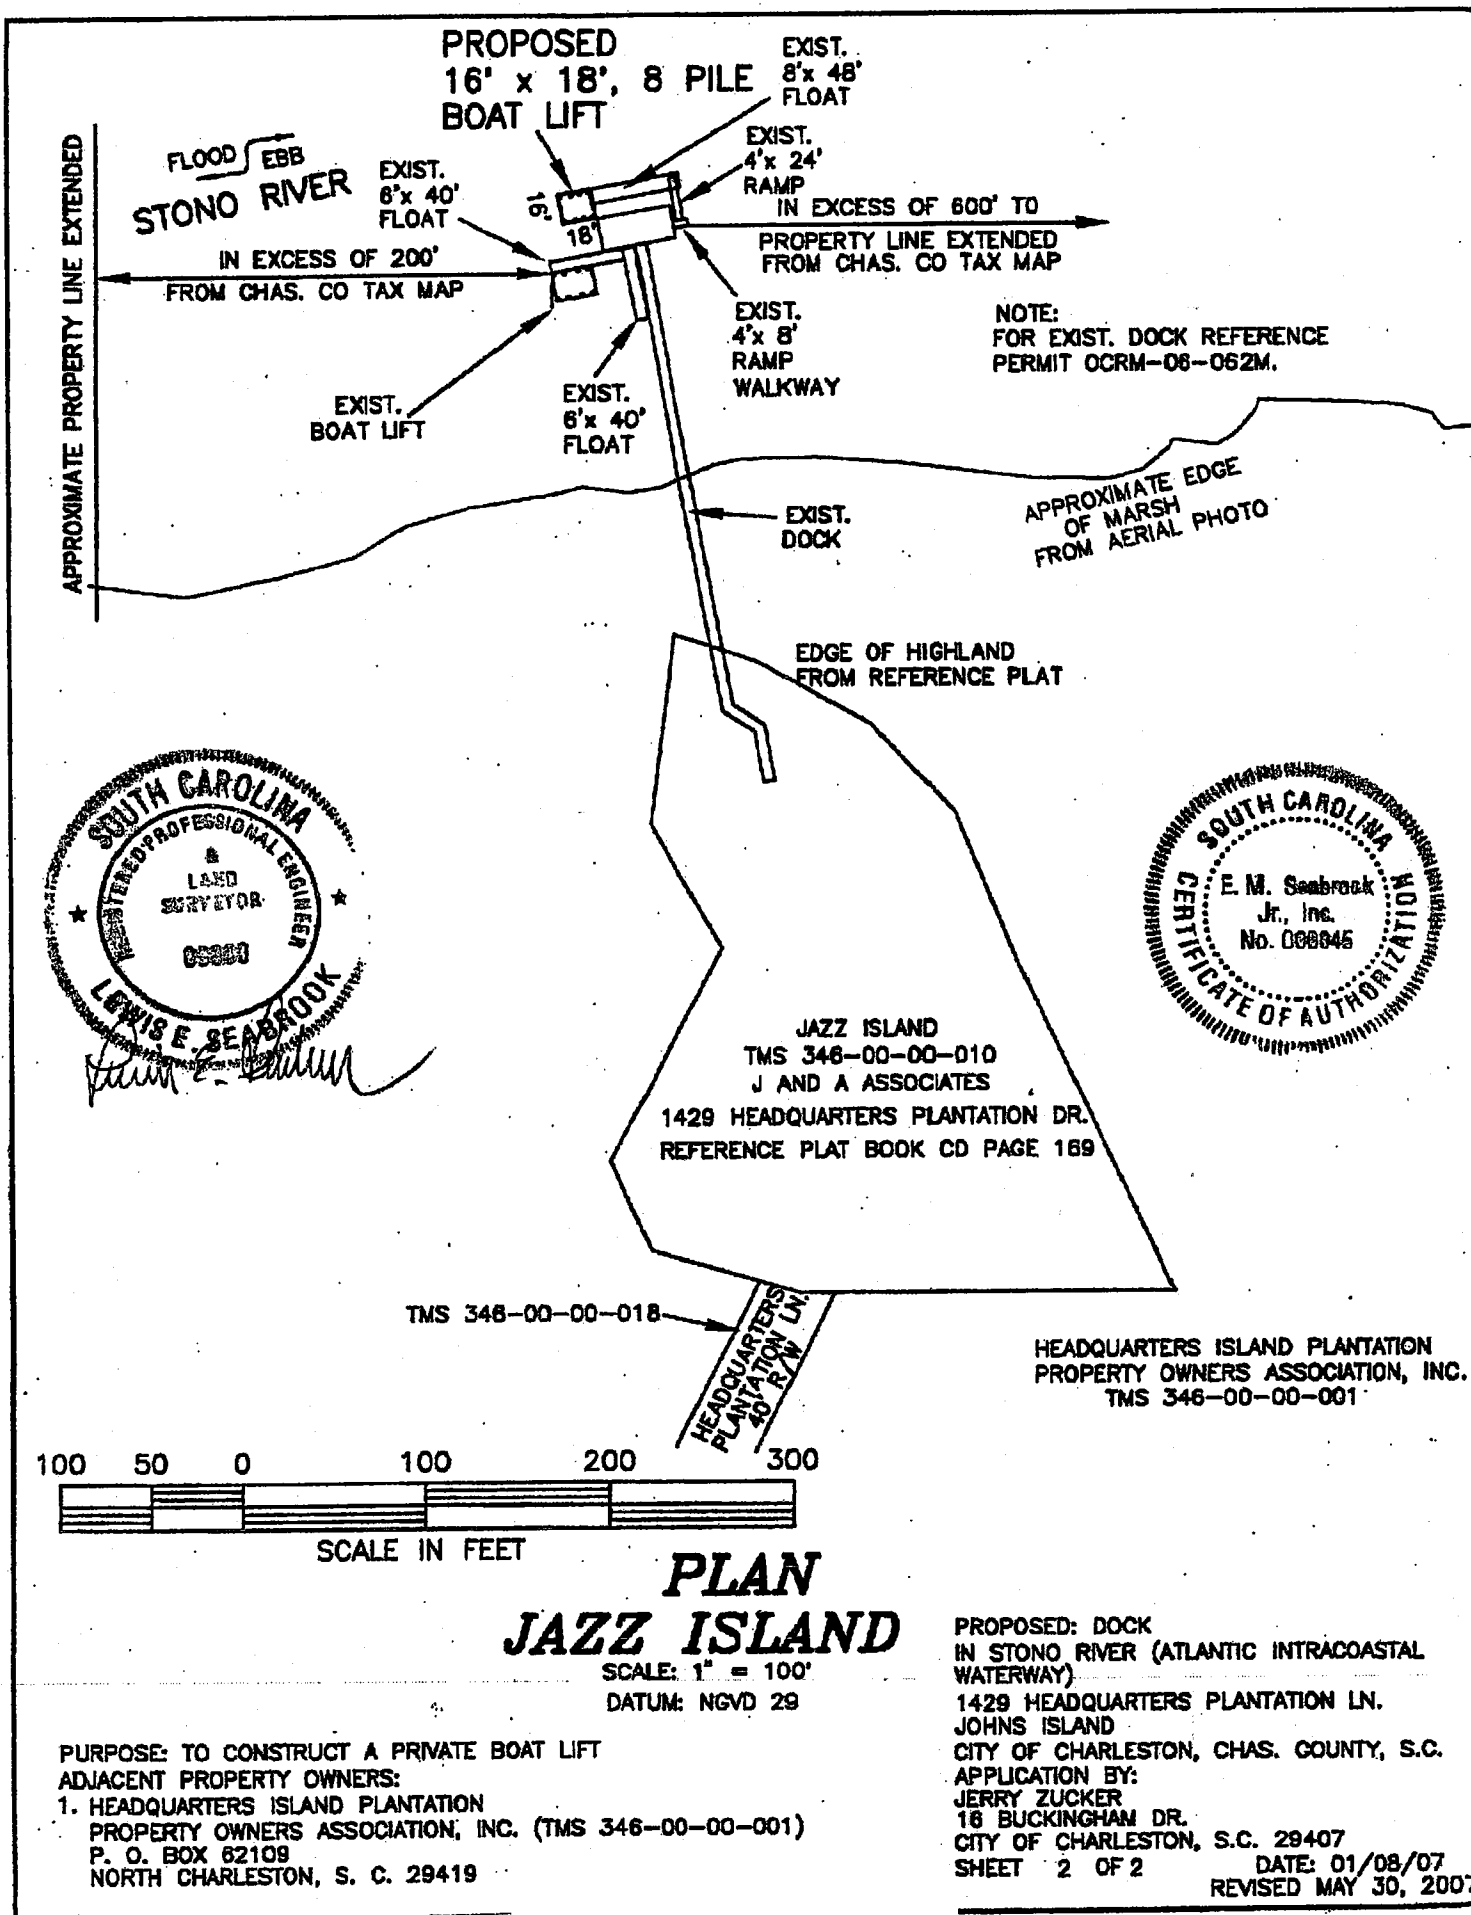 PROPOSED
16' x 18', 8 PILE
BOAT LIFT
EXIST.
8'x 48'
FLOAT
EXIST.
4'x 24'
RAMP
FLOOD EBB
STONO RIVER
EXIST.
6'x 40'
FLOAT
16'
18'
IN EXCESS OF 600' TO
PROPERTY LINE EXTENDED
FROM CHAS. CO TAX MAP
IN EXCESS OF 200'
FROM CHAS. CO TAX MAP
APPROXIMATE PROPERTY LINE EXTENDED
EXIST.
4'x 8'
RAMP
WALKWAY
NOTE:
FOR EXIST. DOCK REFERENCE
PERMIT OCRM-06-062M.
EXIST.
BOAT LIFT
EXIST.
6'x 40'
FLOAT
APPROXIMATE EDGE
OF MARSH
FROM AERIAL PHOTO
EXIST.
DOCK
EDGE OF HIGHLAND
FROM REFERENCE PLAT
SOUTH CAROLINA
PROFESSIONAL ENGINEER
&
LAND
SURVEYOR
LEWIS E. SEABROOK
SOUTH CAROLINA
E. M. Seabrook
Jr., Inc.
No.
CERTIFICATE OF AUTHORIZATION
JAZZ ISLAND
TMS 346-00-00-010
J AND A ASSOCIATES
1429 HEADQUARTERS PLANTATION DR.
REFERENCE PLAT BOOK CD PAGE 169
TMS 346-00-00-018
HEADQUARTERS
PLANTATION LN.
40' R/W
HEADQUARTERS ISLAND PLANTATION
PROPERTY OWNERS ASSOCIATION, INC.
TMS 346-00-00-001
100 50 0 100 200 300
SCALE IN FEET
PLAN
JAZZ ISLAND
SCALE: 1" = 100'
DATUM: NGVD 29
PURPOSE: TO CONSTRUCT A PRIVATE BOAT LIFT
ADJACENT PROPERTY OWNERS:
1. HEADQUARTERS ISLAND PLANTATION
PROPERTY OWNERS ASSOCIATION, INC. (TMS 346-00-00-001)
P. O. BOX 62109
NORTH CHARLESTON, S. C. 29419
PROPOSED: DOCK
IN STONO RIVER (ATLANTIC INTRACOASTAL
WATERWAY)
1429 HEADQUARTERS PLANTATION LN.
JOHNS ISLAND
CITY OF CHARLESTON, CHAS. COUNTY, S.C.
APPLICATION BY:
JERRY ZUCKER
16 BUCKINGHAM DR.
CITY OF CHARLESTON, S.C. 29407
SHEET 2 OF 2
DATE: 01/08/07
REVISED MAY 30, 2007